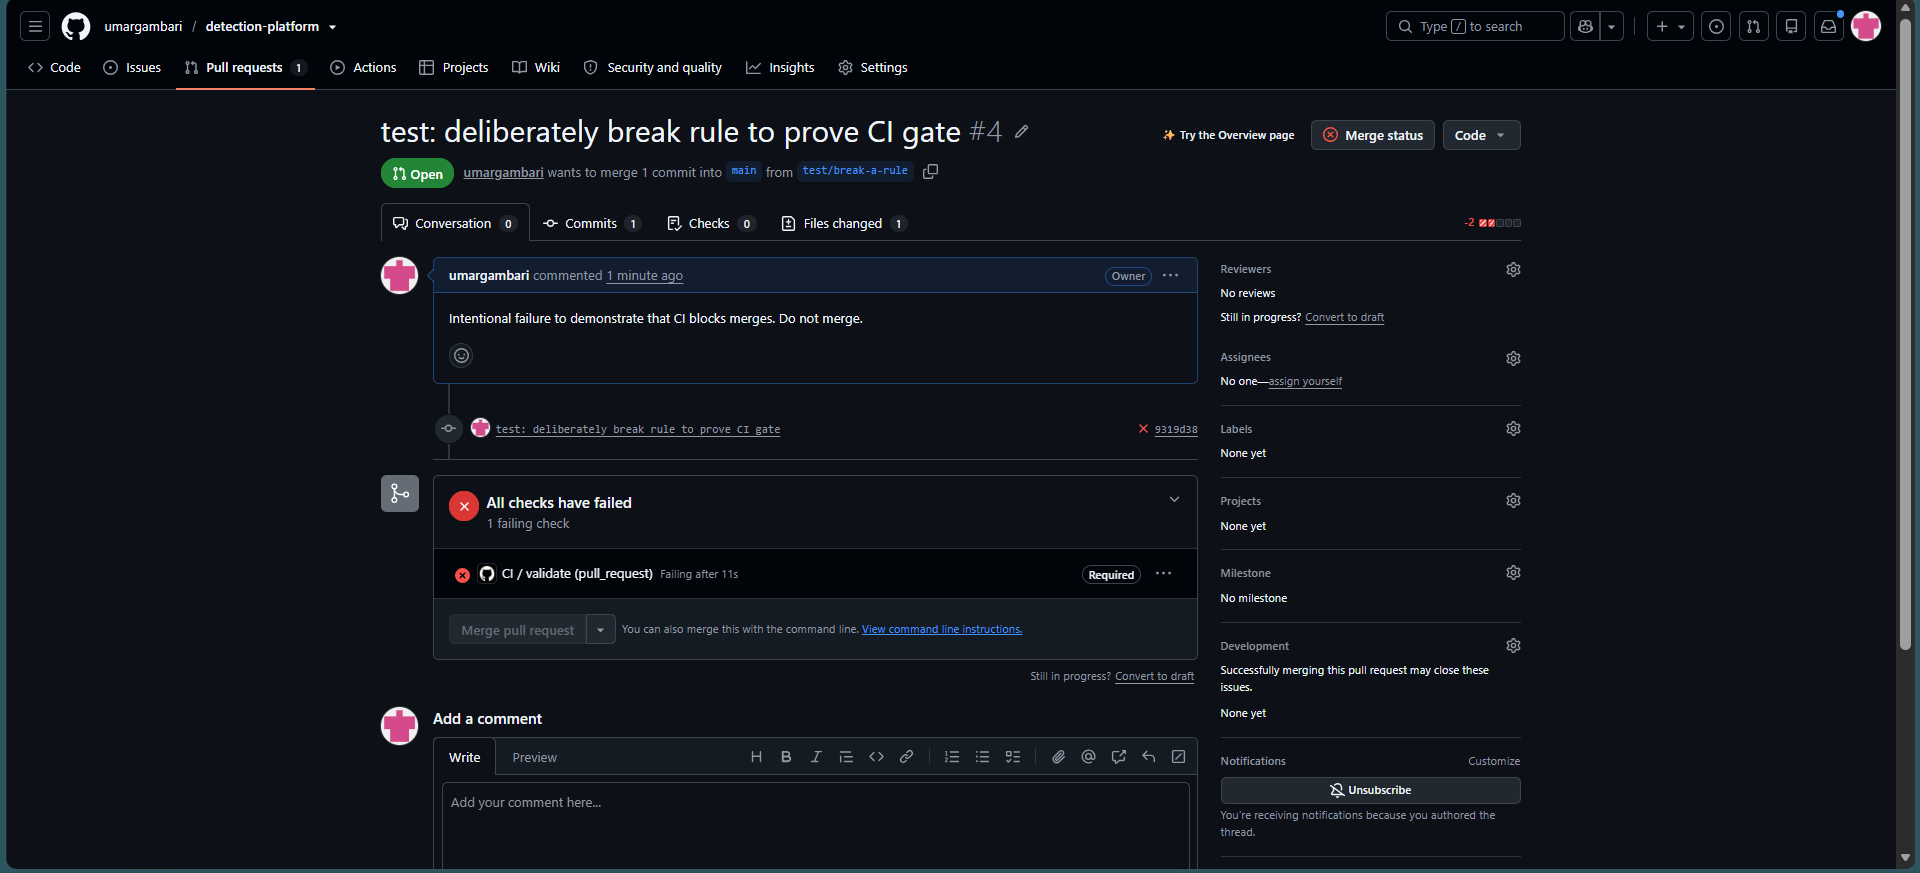 umargambari / detection-platform
Type / to search
Code
Issues
Pull requests 1
Actions
Projects
Wiki
Security and quality
Insights
Settings
test: deliberately break rule to prove CI gate #4
Try the Overview page
Merge status
Code
Open
umargambari wants to merge 1 commit into main from test/break-a-rule
Conversation 0
Commits 1
Checks 0
Files changed 1
-2
umargambari commented 1 minute ago
Owner
Intentional failure to demonstrate that CI blocks merges. Do not merge.
test: deliberately break rule to prove CI gate
9319d38
All checks have failed
1 failing check
CI / validate (pull_request) Failing after 11s
Required
Merge pull request
You can also merge this with the command line. View command line instructions.
Still in progress? Convert to draft
Add a comment
Write
Preview
Add your comment here...
Reviewers
No reviews
Still in progress? Convert to draft
Assignees
No one—assign yourself
Labels
None yet
Projects
None yet
Milestone
No milestone
Development
Successfully merging this pull request may close these
issues.
None yet
Notifications
Customize
Unsubscribe
You're receiving notifications because you authored the
thread.